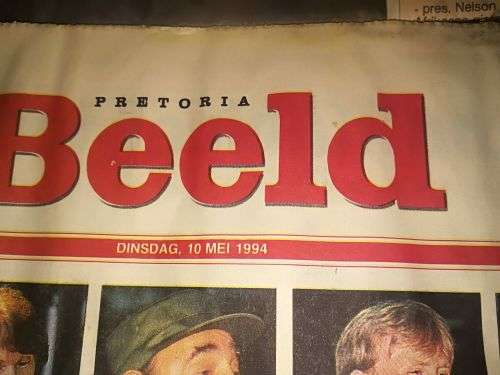 - pres. Nelson
PRETORIA
Beeld
DINSDAG, 10 MEI 1994